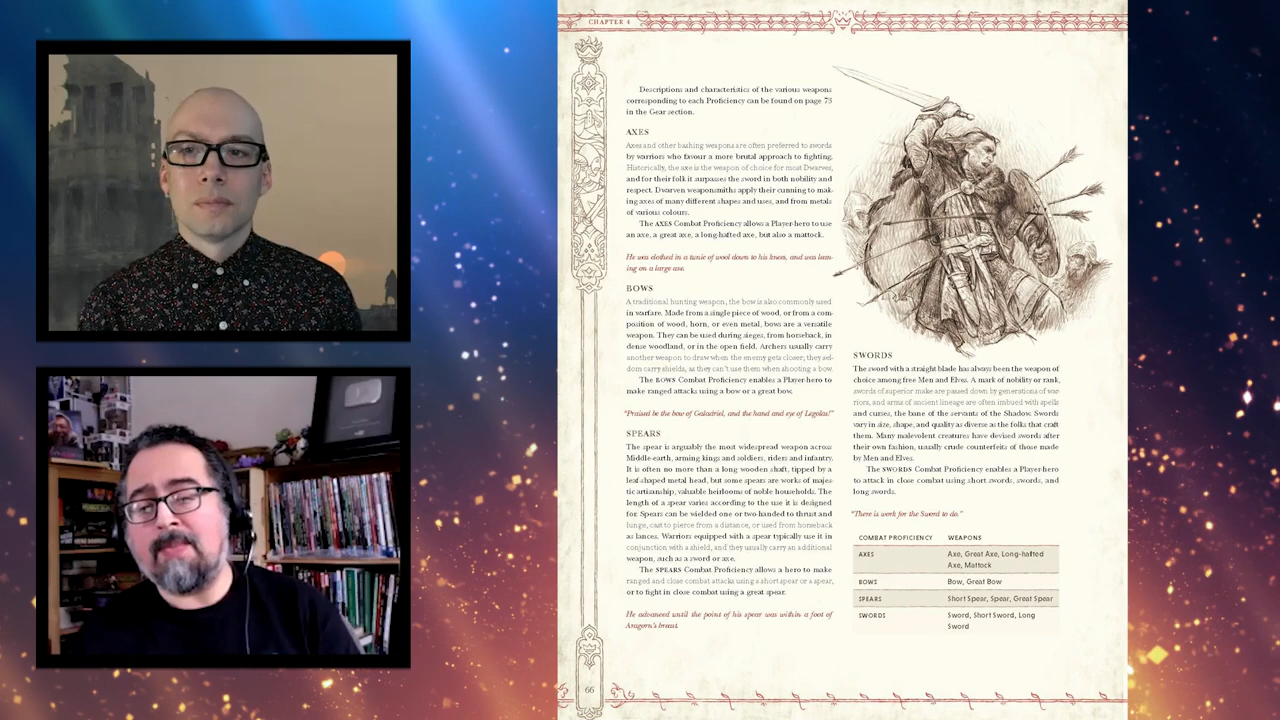 CHAPTER 4
Descriptions and characteristics of the various weapons
corresponding to each Proficiency can be found on page 73
in the Gear section.
AXES
Axes and other bashing weapons are often preferred to swords
by warriors who favour a more brutal approach to fighting.
Historically, the axe is the weapon of choice for most Dwarves,
and for their folk it surpasses the sword in both nobility and
respect. Dwarven weaponsmiths apply their cunning to mak-
ing axes of many different shapes and uses, and from metals
of various colours.
The AXES Combat Proficiency allows a Player-hero to use
an axe, a great axe, a long-hafted axe, but also a mattock.
He was clothed in a tunic of wool down to his knees, and was lean-
ing on a large axe.
BOWS
A traditional hunting weapon, the bow is also commonly used
in warfare. Made from a single piece of wood, or from a com-
position of wood, horn, or even metal, bows are a versatile
weapon. They can be used during sieges, from horseback, in
dense woodland, or in the open field. Archers usually carry
another weapon to draw when the enemy gets closer; they sel-
dom carry shields, as they can't use them when shooting a bow.
The BOWS Combat Proficiency enables a Player-hero to
make ranged attacks using a bow or a great bow.
"Praised be the bow of Galadriel, and the hand and eye of Legolas!"
SPEARS
The spear is arguably the most widespread weapon across
Middle-earth, arming kings and soldiers, riders and infantry.
It is often no more than a long wooden shaft, tipped by a
leaf-shaped metal head, but some spears are works of majes-
tic artisanship, valuable heirlooms of noble households. The
length of a spear varies according to the use it is designed
for. Spears can be wielded one or two-handed to thrust and
lunge, cast to pierce from a distance, or used from horseback
as lances. Warriors equipped with a spear typically use it in
conjunction with a shield, and they usually carry an additional
weapon, such as a sword or axe.
The SPEARS Combat Proficiency allows a hero to make
ranged and close combat attacks using a short spear or a spear,
or to fight in close combat using a great spear.
He advanced until the point of his spear was within a foot of
Aragorn's breast.
66
SWORDS
The sword with a straight blade has always been the weapon of
choice among free Men and Elves. A mark of nobility or rank,
swords of superior make are passed down by generations of war-
riors, and arms of ancient lineage are often imbued with spells
and curses, the bane of the servants of the Shadow. Swords
vary in size, shape, and quality as diverse as the folks that craft
them. Many malevolent creatures have devised swords after
their own fashion, usually crude counterfeits of those made
by Men and Elves.
The SWORDS Combat Proficiency enables a Player-hero
to attack in close combat using short swords, swords, and
long swords.
"There is work for the Sword to do."
COMBAT PROFICIENCY WEAPONS
AXES Axe, Great Axe, Long-hafted
Axe, Mattock
BOWS Bow, Great Bow
SPEARS Short Spear, Spear, Great Spear
SWORDS Sword, Short Sword, Long
Sword